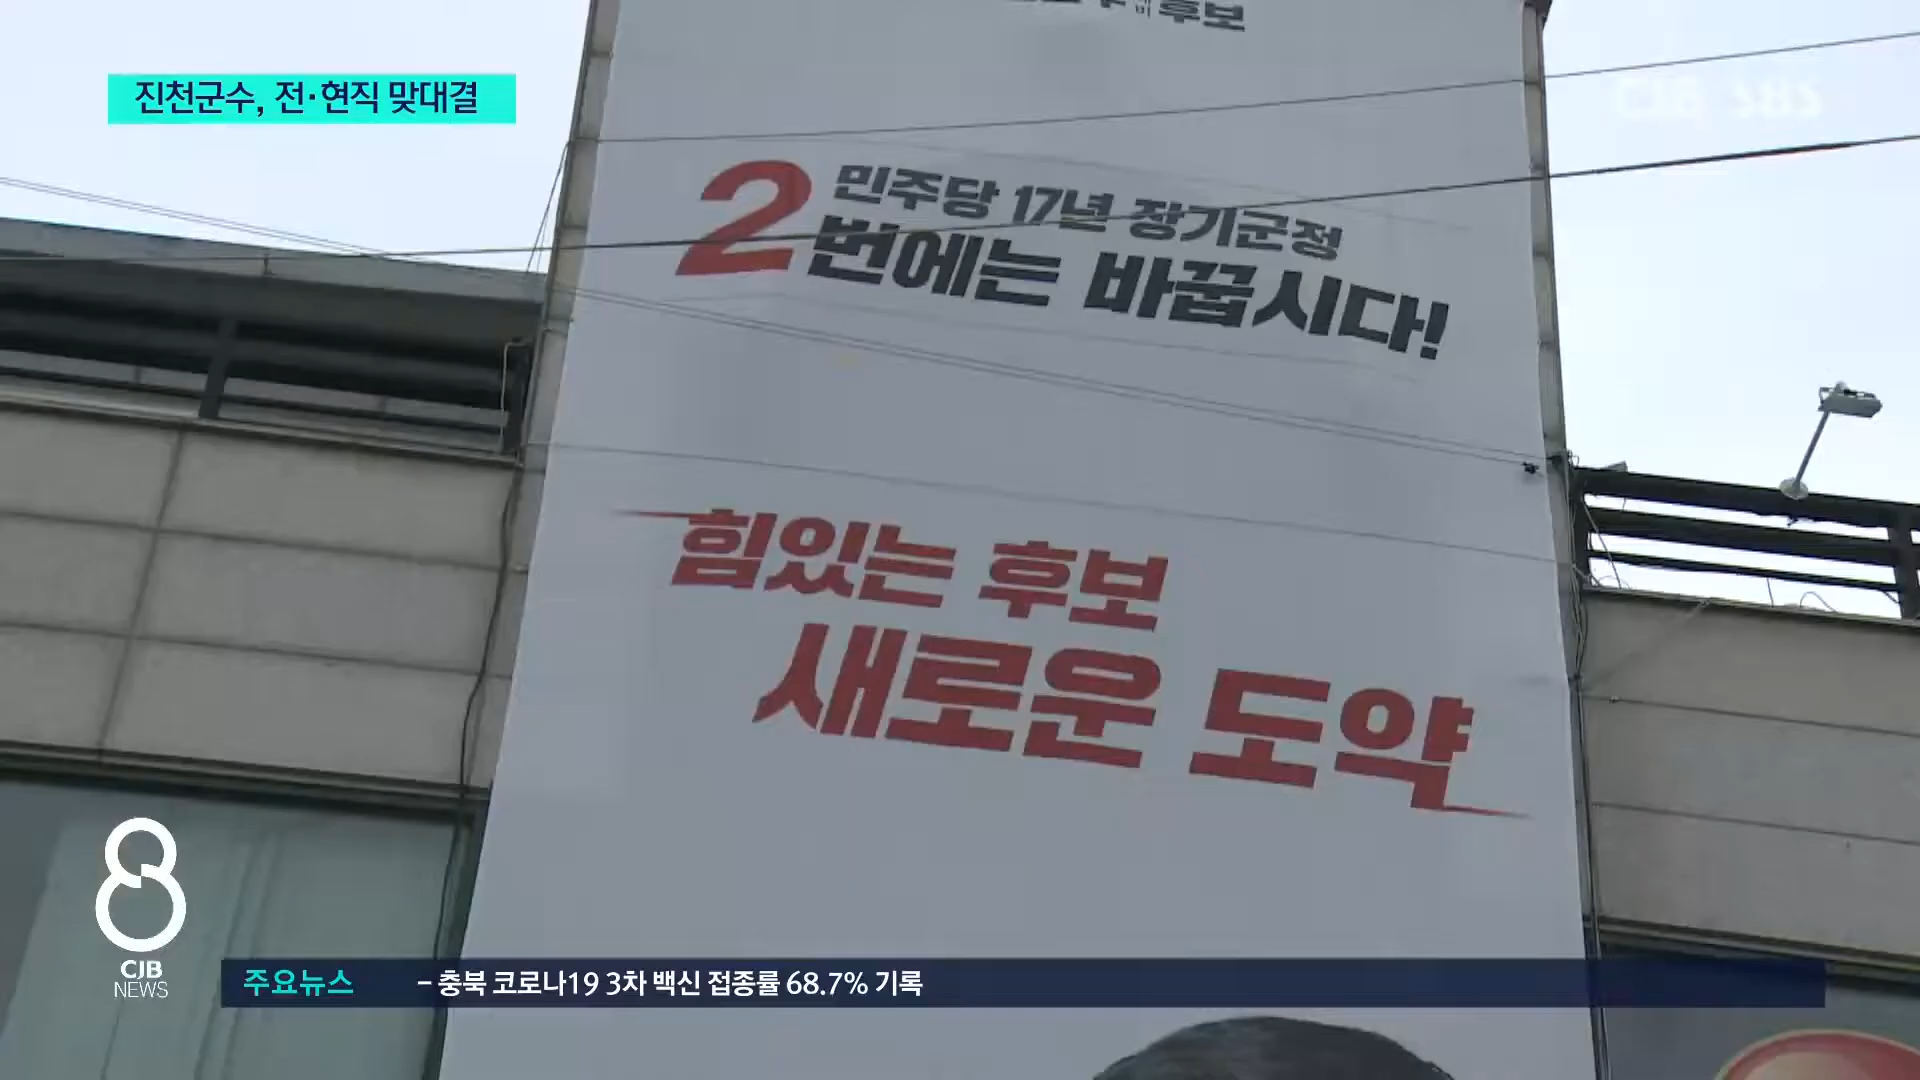 후보
진천군수, 전·현직 맞대결
CJB SBS
민주당 17년 장기군정
2번에는 바꿉시다!
힘있는 후보
새로운 도약
8
CJB
NEWS
주요뉴스 - 충북 코로나19 3차 백신 접종률 68.7% 기록